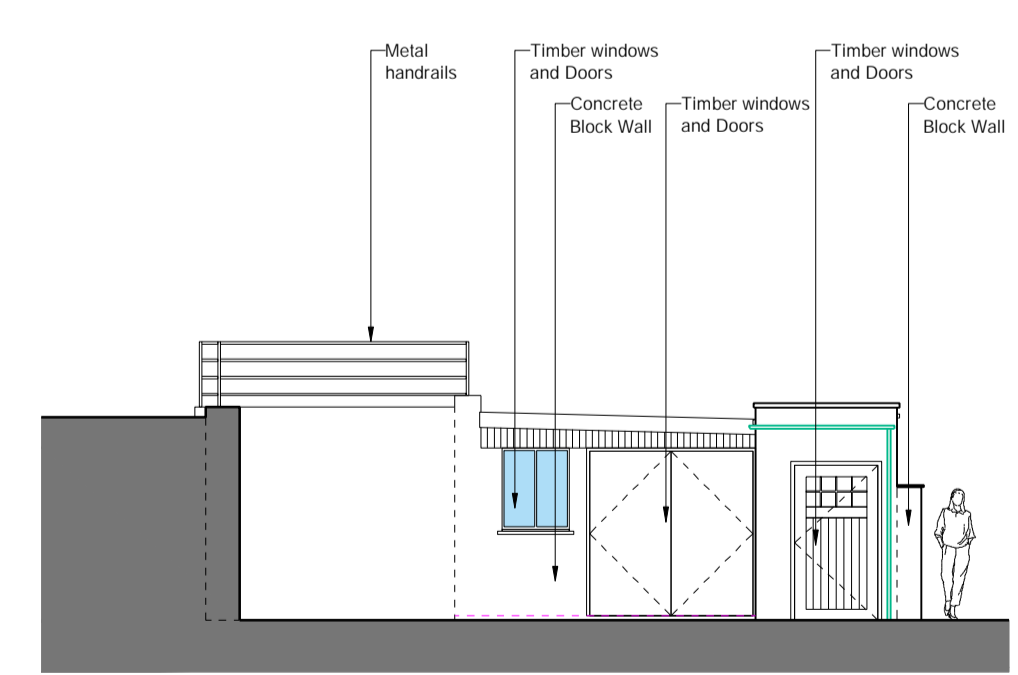 Metal
handrails
Timber windows
and Doors
Concrete
Block Wall
Timber windows
and Doors
Timber windows
and Doors
Concrete
Block Wall